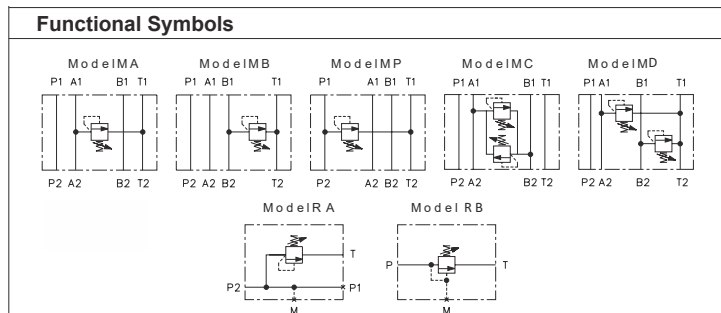 Functional Symbols
ModelMA ModelMB ModelMP ModelMC ModelMD
P1 A1 B1 T1 P1 A1 B1 T1 P1 A1 B1 T1 P1 A1 B1 T1 P1 A1 B1 T1
P2 A2 B2 T2 P2 A2 B2 T2 P2 A2 B2 T2 P2 A2 B2 T2 P2 A2 B2 T2
ModelRA Model RB
T P T
P2 P1
M M